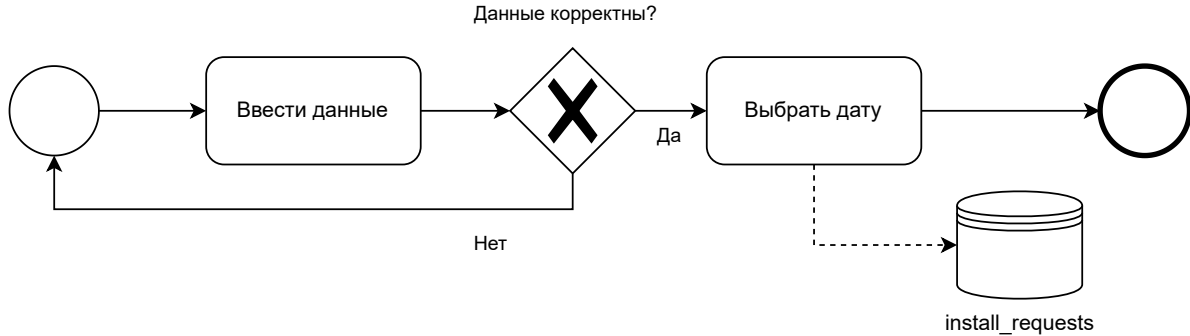 Данные корректны?
Ввести данные
Выбрать дату
Да
Нет
install_requests